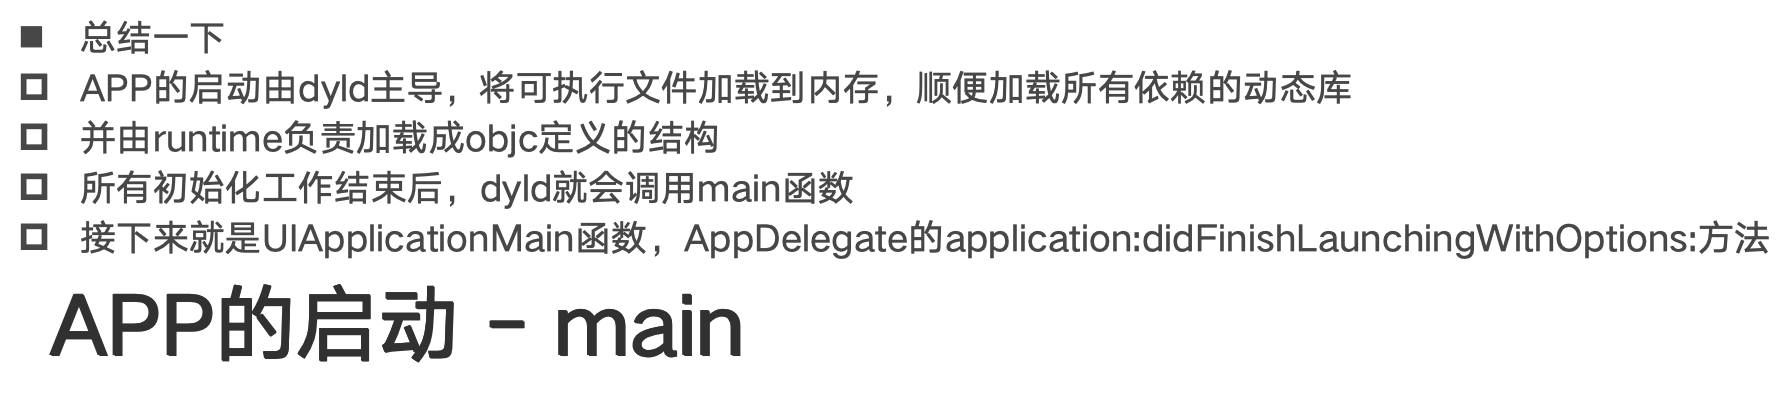 总结一下
APP的启动由dyld主导，将可执行文件加载到内存，顺便加载所有依赖的动态库
并由runtime负责加载成objc定义的结构
所有初始化工作结束后，dyld就会调用main函数
接下来就是UIApplicationMain函数，AppDelegate的application:didFinishLaunchingWithOptions:方法
APP的启动 - main